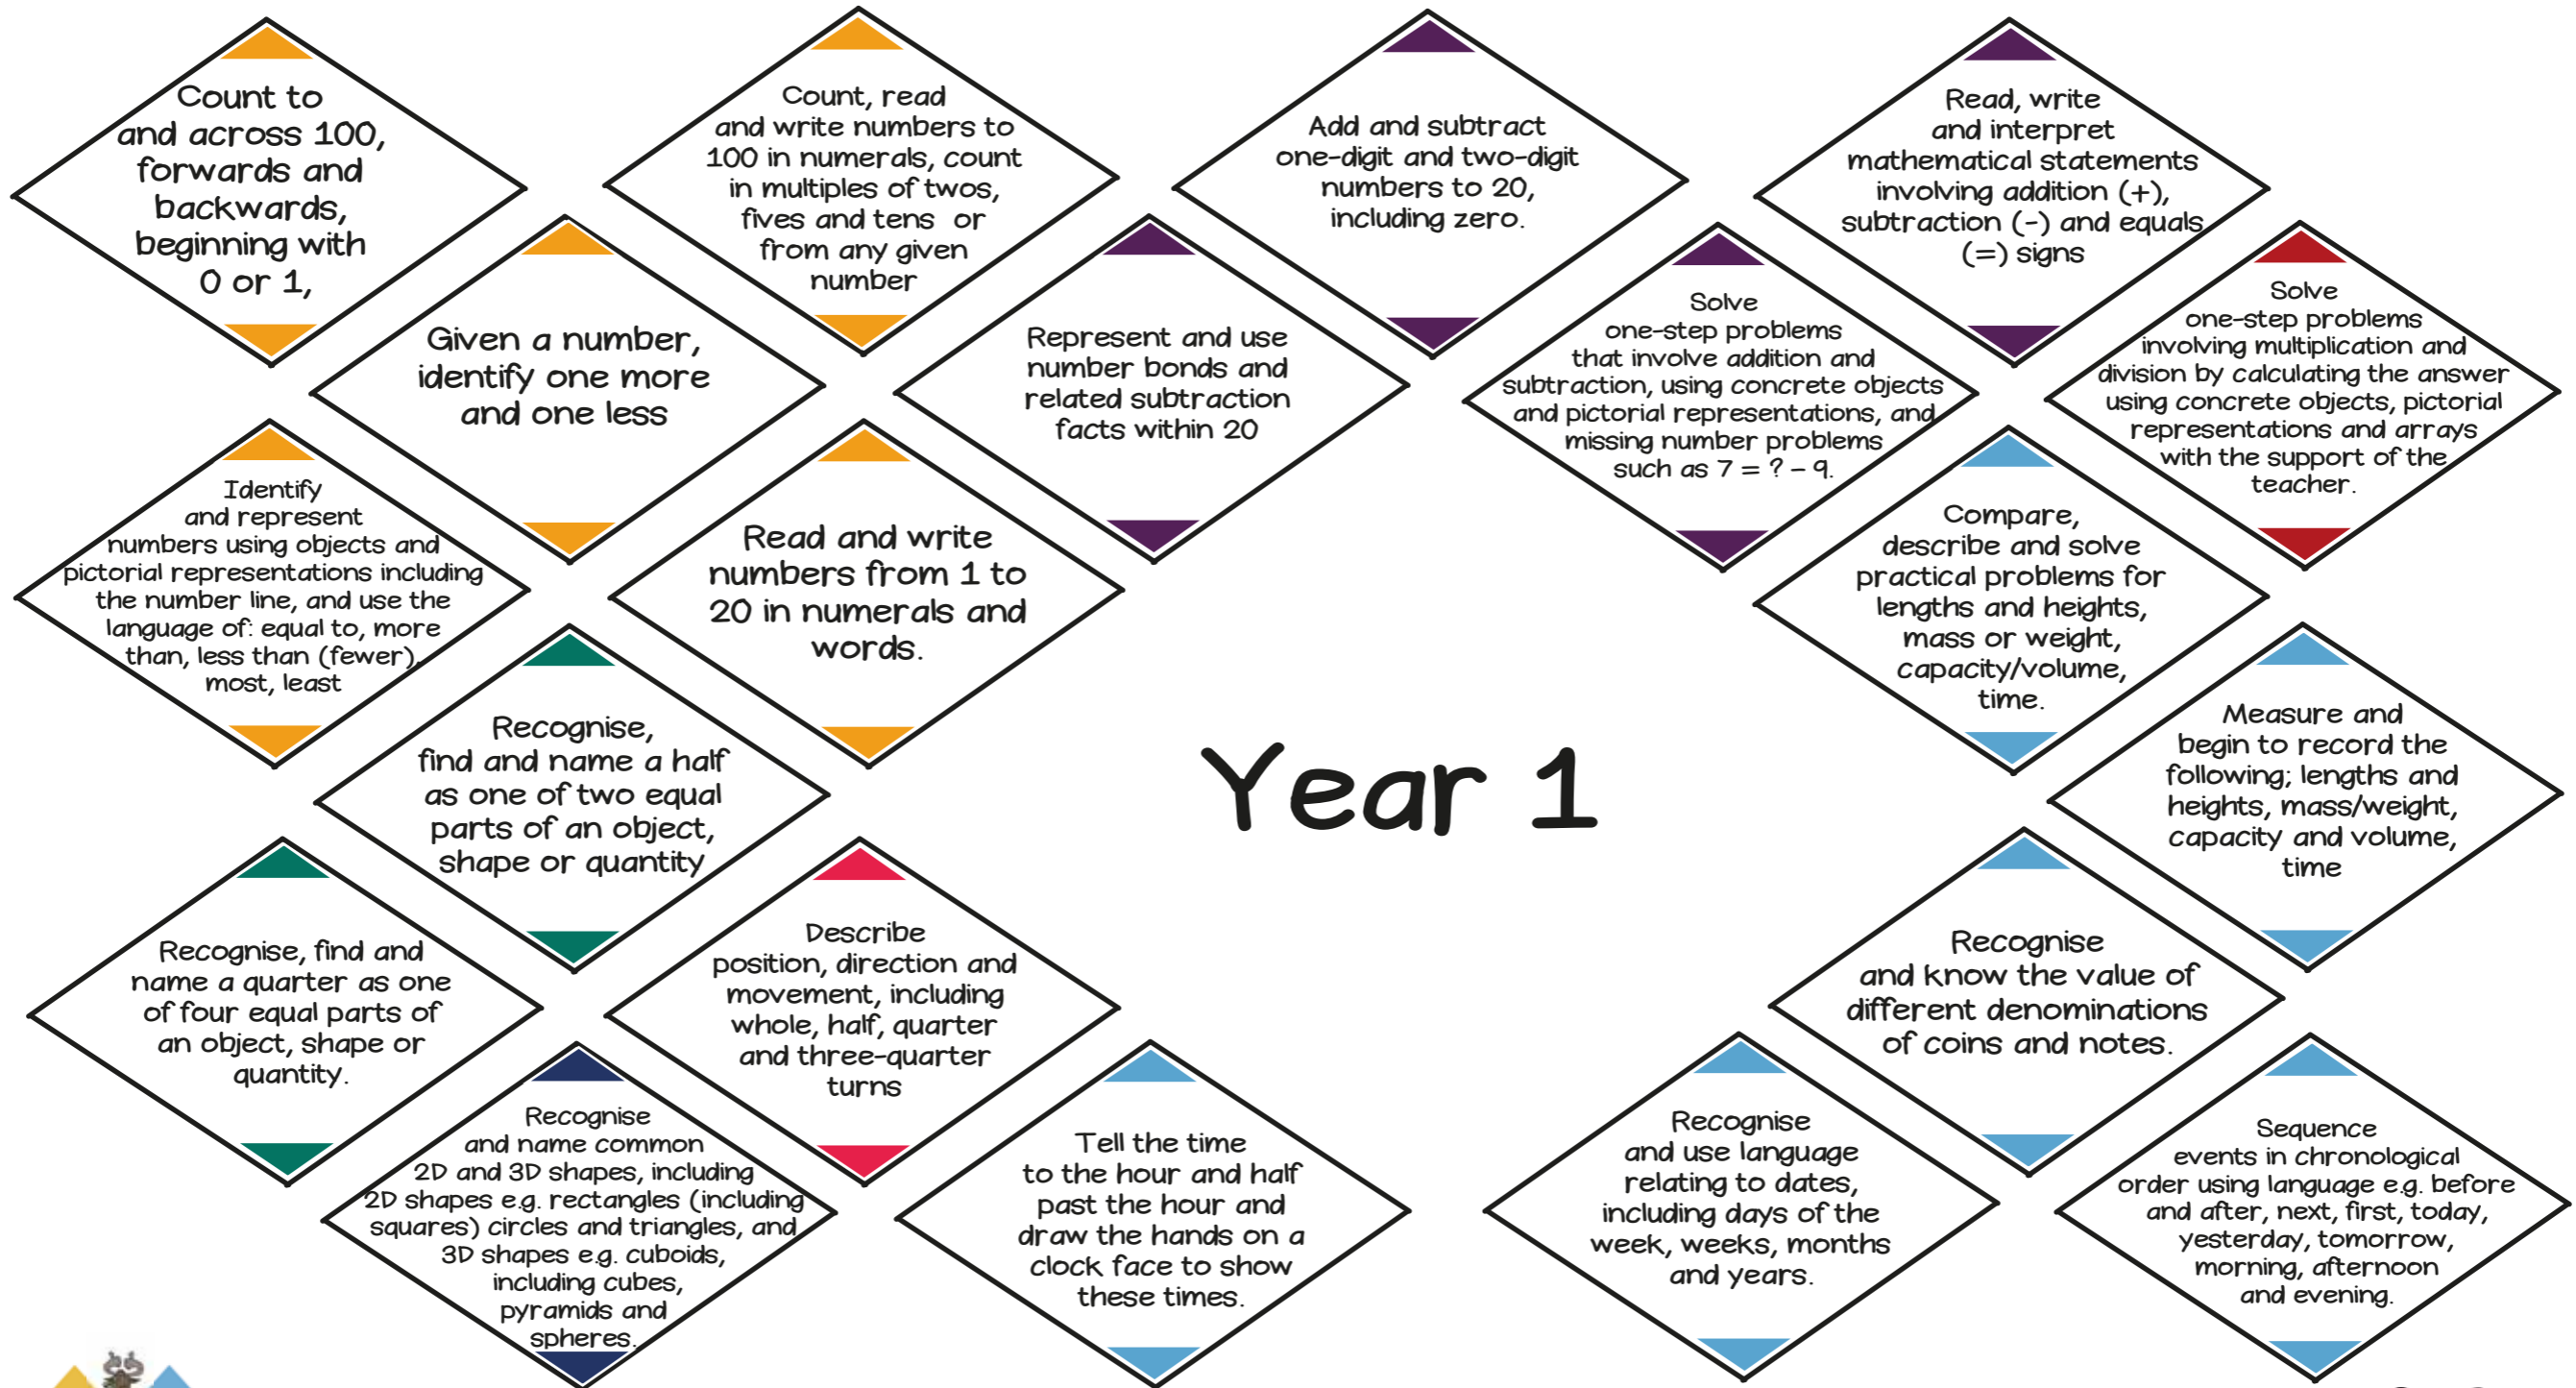 Count to
and across 100,
forwards and
backwards,
beginning with
0 or 1,
Count, read
and write numbers to
100 in numerals, count
in multiples of twos,
fives and tens or
from any given
number
Add and subtract
one-digit and two-digit
numbers to 20,
including zero.
Read, write
and interpret
mathematical statements
involving addition (+),
subtraction (-) and equals
(=) signs
Given a number,
identify one more
and one less
Represent and use
number bonds and
related subtraction
facts within 20
Solve
one-step problems
that involve addition and
subtraction, using concrete objects
and pictorial representations, and
missing number problems
such as 7 = ? – 9.
Solve
one-step problems
involving multiplication and
division by calculating the answer
using concrete objects, pictorial
representations and arrays
with the support of the
teacher.
Identify
and represent
numbers using objects and
pictorial representations including
the number line, and use the
language of: equal to, more
than, less than (fewer),
most, least
Read and write
numbers from 1 to
20 in numerals and
words.
Compare,
describe and solve
practical problems for
lengths and heights,
mass or weight,
capacity/volume,
time.
Recognise,
find and name a half
as one of two equal
parts of an object,
shape or quantity
Year 1
Measure and
begin to record the
following; lengths and
heights, mass/weight,
capacity and volume,
time
Recognise, find and
name a quarter as one
of four equal parts of
an object, shape or
quantity.
Describe
position, direction and
movement, including
whole, half, quarter
and three-quarter
turns
Recognise
and know the value of
different denominations
of coins and notes.
Recognise
and name common
2D and 3D shapes, including
2D shapes e.g. rectangles (including
squares) circles and triangles, and
3D shapes e.g. cuboids,
including cubes,
pyramids and
spheres.
Tell the time
to the hour and half
past the hour and
draw the hands on a
clock face to show
these times.
Recognise
and use language
relating to dates,
including days of the
week, weeks, months
and years.
Sequence
events in chronological
order using language e.g. before
and after, next, first, today,
yesterday, tomorrow,
morning, afternoon
and evening.